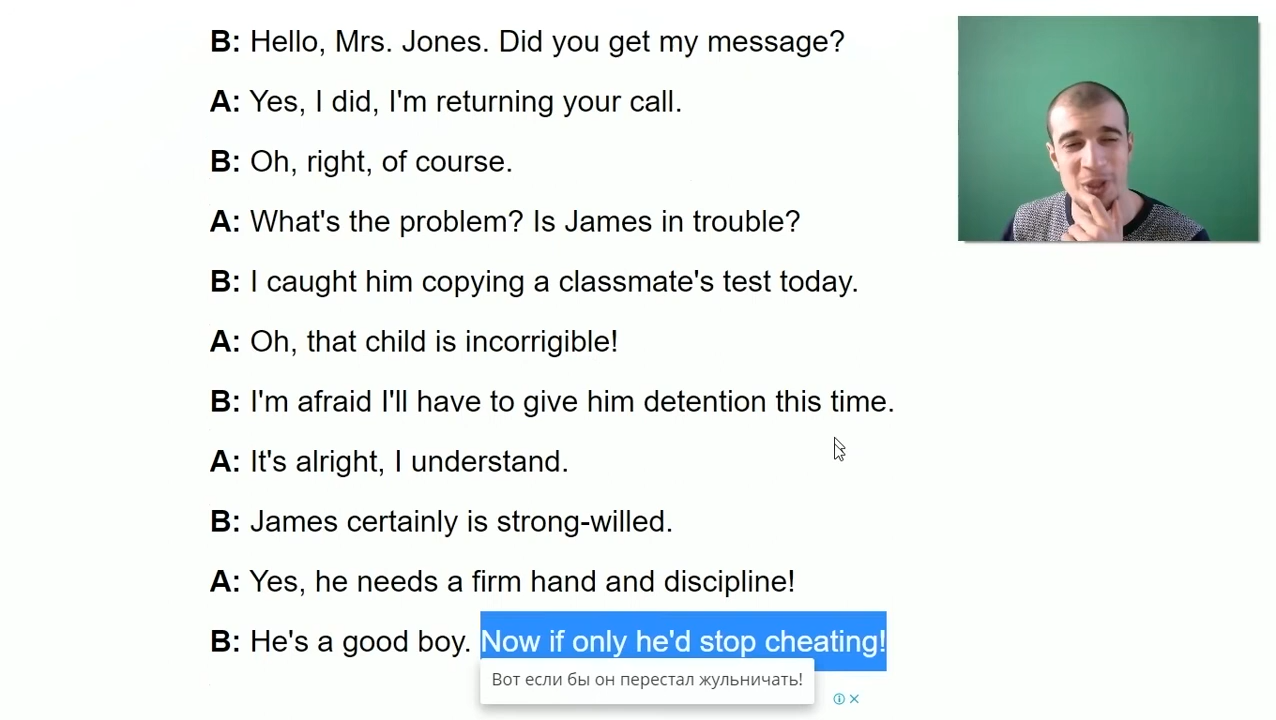 B: Hello, Mrs. Jones. Did you get my message?
A: Yes, I did, I'm returning your call.
B: Oh, right, of course.
A: What's the problem? Is James in trouble?
B: I caught him copying a classmate's test today.
A: Oh, that child is incorrigible!
B: I'm afraid I'll have to give him detention this time.
A: It's alright, I understand.
B: James certainly is strong-willed.
A: Yes, he needs a firm hand and discipline!
B: He's a good boy. Now if only he'd stop cheating!
Вот если бы он перестал жульничать!